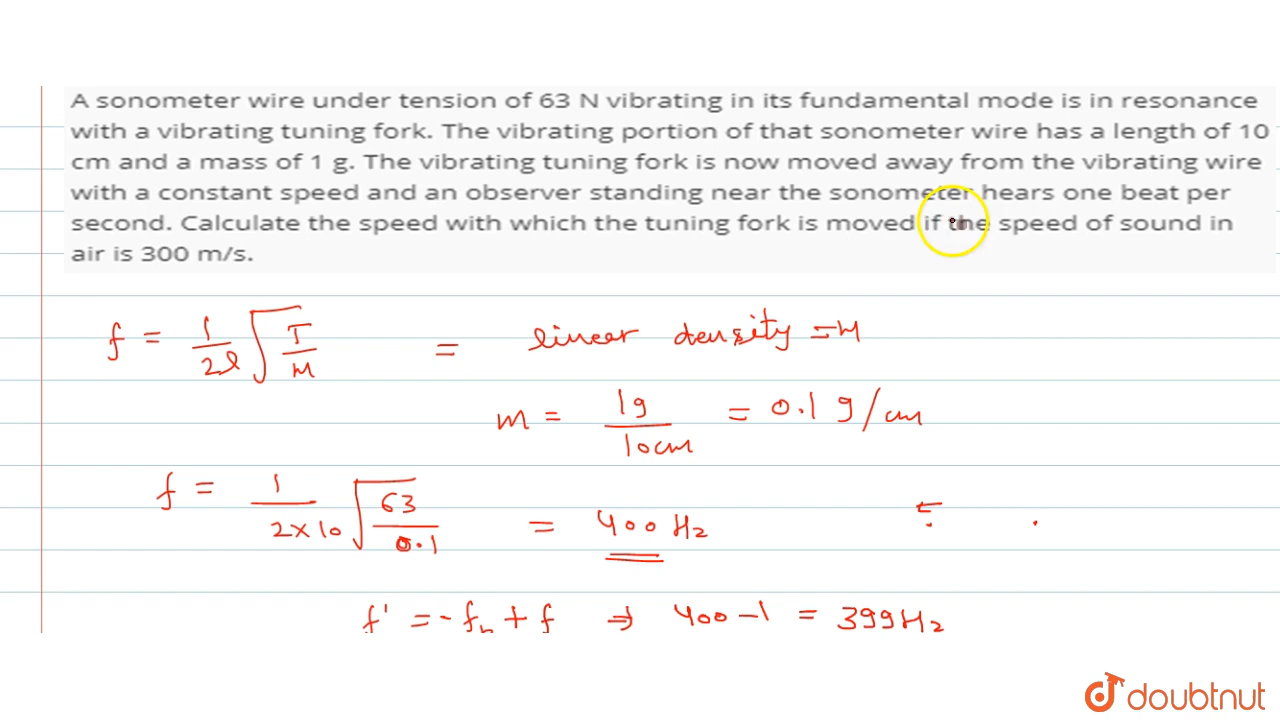 A sonometer wire under tension of 63 N vibrating in its fundamental mode is in resonance
with a vibrating tuning fork. The vibrating portion of that sonometer wire has a length of 10
cm and a mass of 1 g. The vibrating tuning fork is now moved away from the vibrating wire
with a constant speed and an observer standing near the sonometer hears one beat per
second. Calculate the speed with which the tuning fork is moved if the speed of sound in
air is 300 m/s.
f = 1/2l √T/M = linear density = M
m = 1g/10cm = 0.1 g/cm
f = 1/2×10 √63/0.1 = 400 Hz
f' = - f + f ⇒ 400 - 1 = 399 Hz
doubtnut